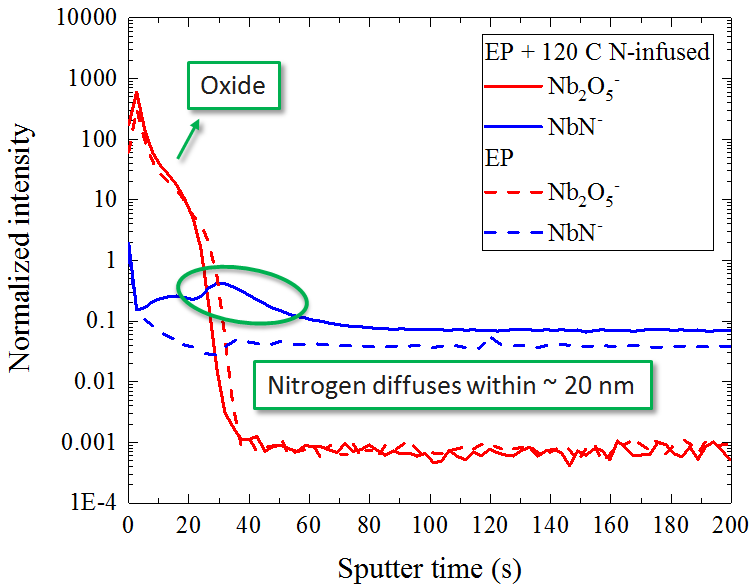 10000
1000
100
10
1
0.1
0.01
0.001
1E-4
Normalized intensity
Oxide
EP + 120 C N-infused
Nb₂O₅⁻
NbN⁻
EP
Nb₂O₅⁻
NbN⁻
Nitrogen diffuses within ~ 20 nm
0 20 40 60 80 100 120 140 160 180 200
Sputter time (s)